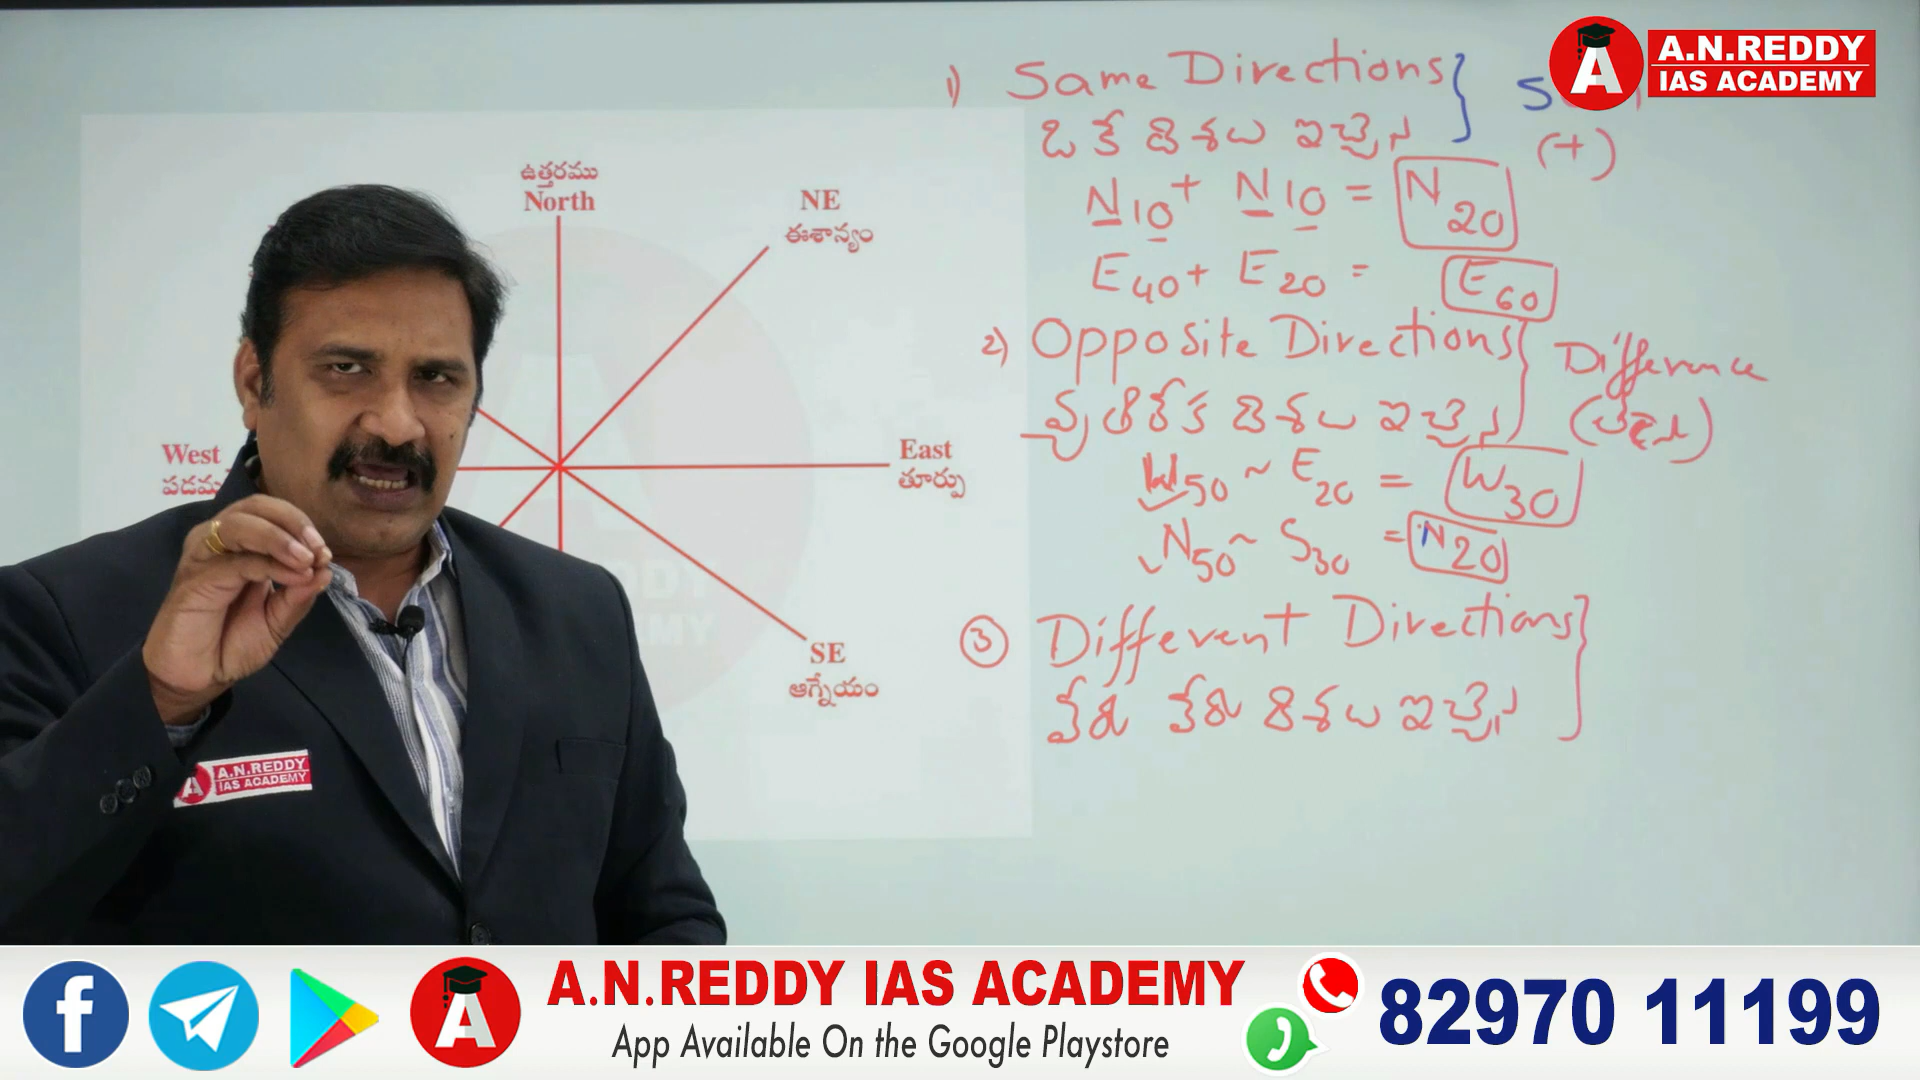 A.N.REDDY
IAS ACADEMY
1) Same Directions
ఒకే దిశలు ఇచ్చిన
(+)
N10 + N10 = N20
E40 + E20 = E60
2) Opposite Directions
Difference
వ్యతిరేక దిశలు ఇచ్చిన
W50 ~ E20 = W30
N50 ~ S30 = N20
3 Different Directions
వేరు వేరు దిశలు ఇచ్చిన
ఉత్తరము
North
NE
ఈశాన్యం
West
East
తూర్పు
SE
ఆగ్నేయం
A.N.REDDY
IAS ACADEMY
A.N.REDDY IAS ACADEMY
App Available On the Google Playstore
82970 11199